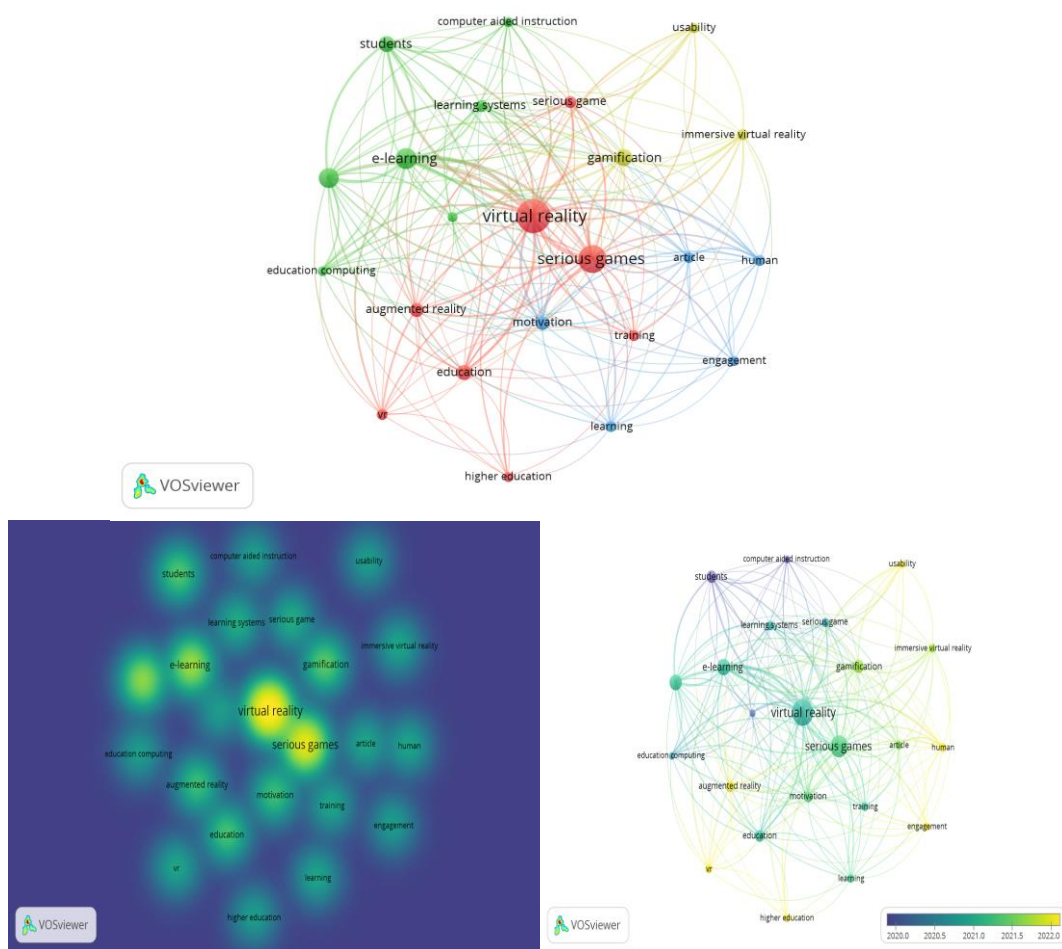 computer aided instruction
usability
students
learning systems
serious game
immersive virtual reality
e-learning
gamification
virtual reality
serious games
article
human
education computing
augmented reality
motivation
training
engagement
education
vr
learning
higher education
VOSviewer
computer aided instruction
usability
students
learning systems
serious game
immersive virtual reality
e-learning
gamification
virtual reality
serious games
article
human
education computing
augmented reality
motivation
training
engagement
education
vr
learning
higher education
VOSviewer
computer aided instruction
usability
students
learning systems
serious game
immersive virtual reality
e-learning
gamification
virtual reality
serious games
article
human
education computing
augmented reality
motivation
training
engagement
education
vr
learning
higher education
VOSviewer
2020.0 2020.5 2021.0 2021.5 2022.0